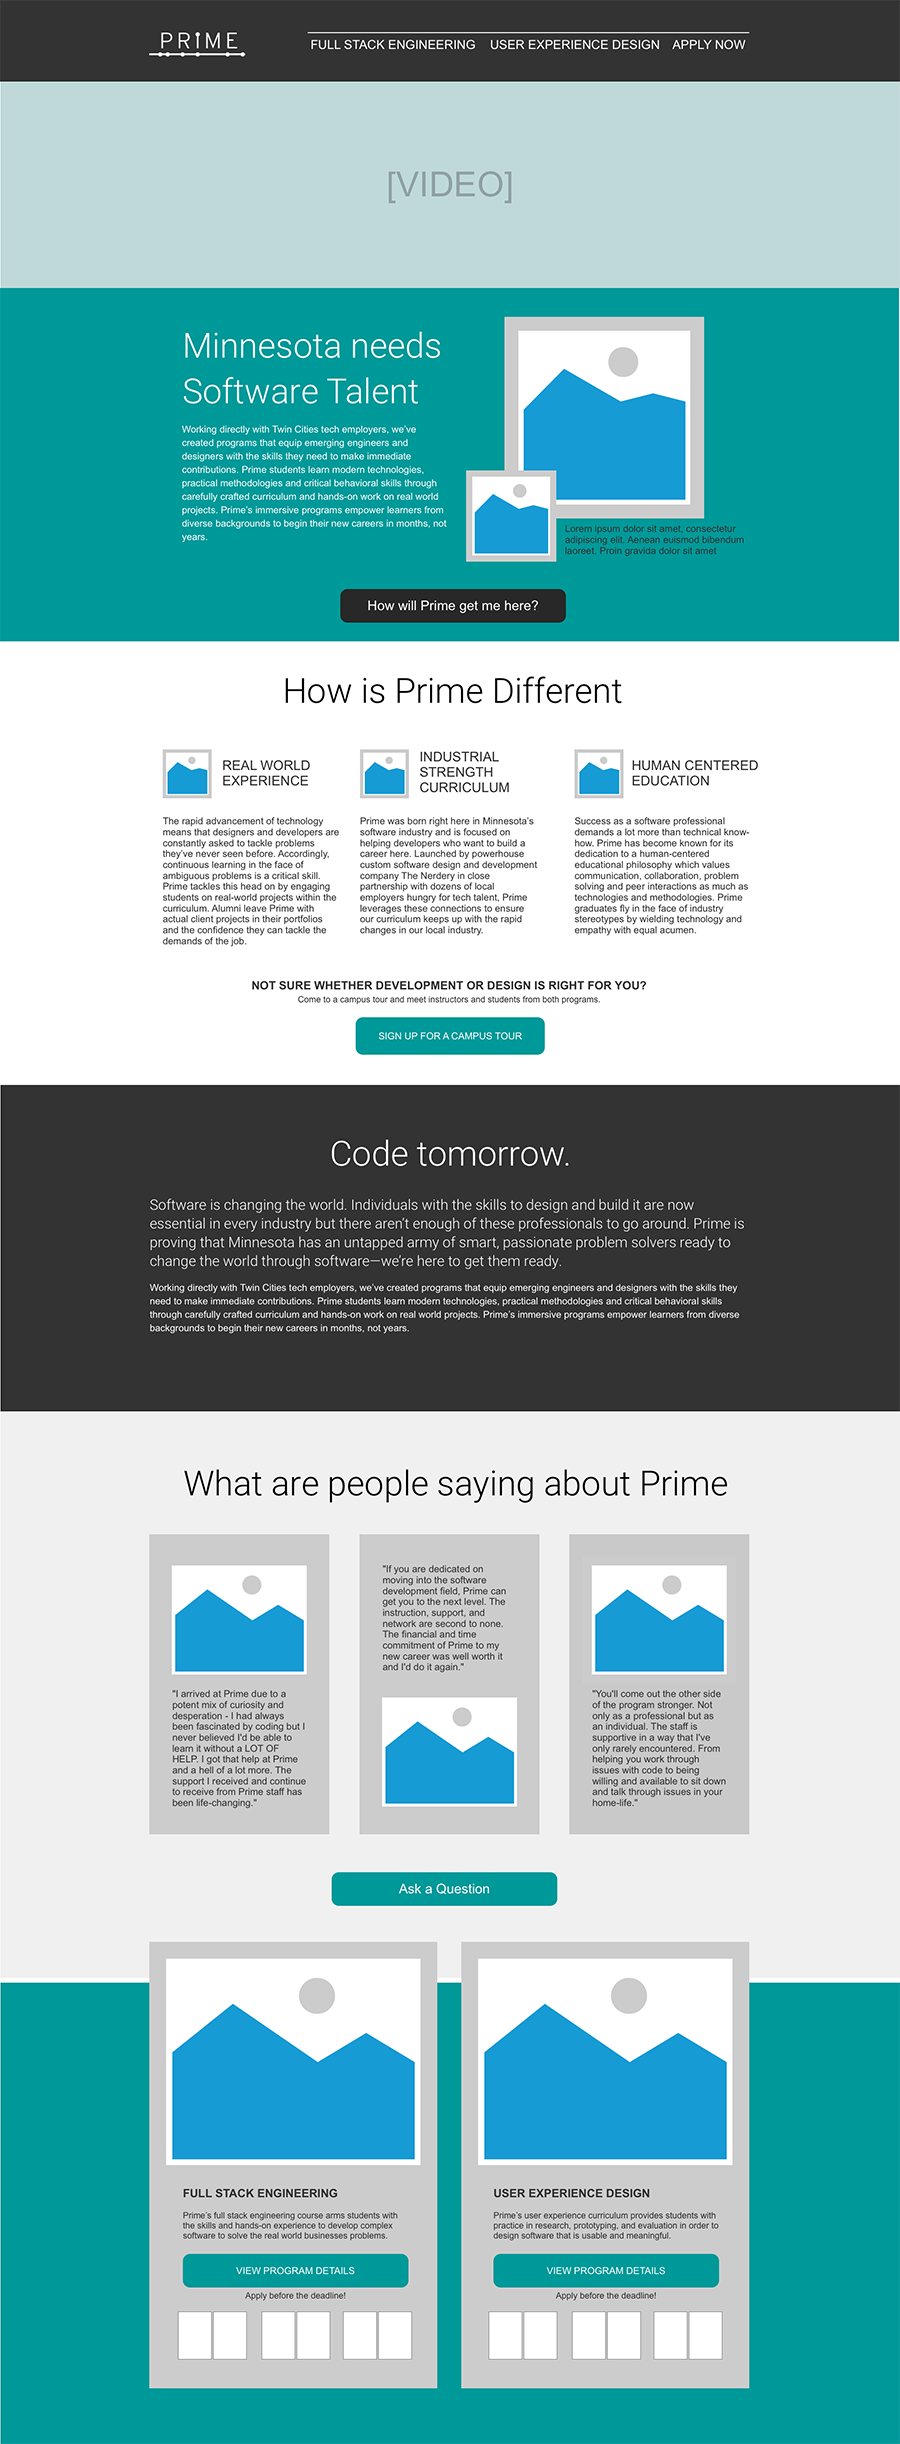 PRIME
FULL STACK ENGINEERING USER EXPERIENCE DESIGN APPLY NOW
[VIDEO]
Minnesota needs
Software Talent
Working directly with Twin Cities tech employers, we've
created programs that equip emerging engineers and
designers with the skills they need to make immediate
contributions. Prime students learn modern technologies,
practical methodologies and critical behavioral skills through
carefully crafted curriculum and hands-on work on real world
projects. Prime's immersive programs empower learners from
diverse backgrounds to begin their new careers in months, not
years.
Lorem ipsum dolor sit amet, consectetur
adipiscing elit. Aenean euismod bibendum
laoreet. Proin gravida dolor sit amet
How will Prime get me here?
How is Prime Different
REAL WORLD
EXPERIENCE
The rapid advancement of technology
means that designers and developers are
constantly asked to tackle problems
they've never seen before. Accordingly,
continuous learning in the face of
ambiguous problems is a critical skill.
Prime tackles this head on by engaging
students on real-world projects within the
curriculum. Alumni leave Prime with
actual client projects in their portfolios
and the confidence they can tackle the
demands of the job.
INDUSTRIAL
STRENGTH
CURRICULUM
Prime was born right here in Minnesota's
software industry and is focused on
helping developers who want to build a
career here. Launched by powerhouse
custom software design and development
company The Nerdery in close
partnership with dozens of local
employers hungry for tech talent, Prime
leverages these connections to ensure
our curriculum keeps up with the rapid
changes in our local industry.
HUMAN CENTERED
EDUCATION
Success as a software professional
demands a lot more than technical know-
how. Prime has become known for its
dedication to a human-centered
educational philosophy which values
communication, collaboration, problem
solving and peer interactions as much as
technologies and methodologies. Prime
graduates fly in the face of industry
stereotypes by wielding technology and
empathy with equal acumen.
NOT SURE WHETHER DEVELOPMENT OR DESIGN IS RIGHT FOR YOU?
Come to a campus tour and meet instructors and students from both programs.
SIGN UP FOR A CAMPUS TOUR
Code tomorrow.
Software is changing the world. Individuals with the skills to design and build it are now
essential in every industry but there aren't enough of these professionals to go around. Prime is
proving that Minnesota has an untapped army of smart, passionate problem solvers ready to
change the world through software—we're here to get them ready.
Working directly with Twin Cities tech employers, we've created programs that equip emerging engineers and designers with the skills they
need to make immediate contributions. Prime students learn modern technologies, practical methodologies and critical behavioral skills
through carefully crafted curriculum and hands-on work on real world projects. Prime's immersive programs empower learners from diverse
backgrounds to begin their new careers in months, not years.
What are people saying about Prime
"I arrived at Prime due to a
potent mix of curiosity and
desperation - I had always
been fascinated by coding but I
never believed I'd be able to
learn it without a LOT OF
HELP. I got that help at Prime
and a hell of a lot more. The
support I received and continue
to receive from Prime staff has
been life-changing."
"If you are dedicated on
moving into the software
development field, Prime can
get you to the next level. The
instruction, support, and
network are second to none.
The financial and time
commitment of Prime to my
new career was well worth it
and I'd do it again."
"You'll come out the other side
of the program stronger. Not
only as a professional but as
an individual. The staff is
supportive in a way that I've
only rarely encountered. From
helping you work through
issues with code to being
willing and available to sit down
and talk through issues in your
home-life."
Ask a Question
FULL STACK ENGINEERING
Prime's full stack engineering course arms students with
the skills and hands-on experience to develop complex
software to solve the real world businesses problems.
VIEW PROGRAM DETAILS
Apply before the deadline!
USER EXPERIENCE DESIGN
Prime's user experience curriculum provides students with
practice in research, prototyping, and evaluation in order to
design software that is usable and meaningful.
VIEW PROGRAM DETAILS
Apply before the deadline!